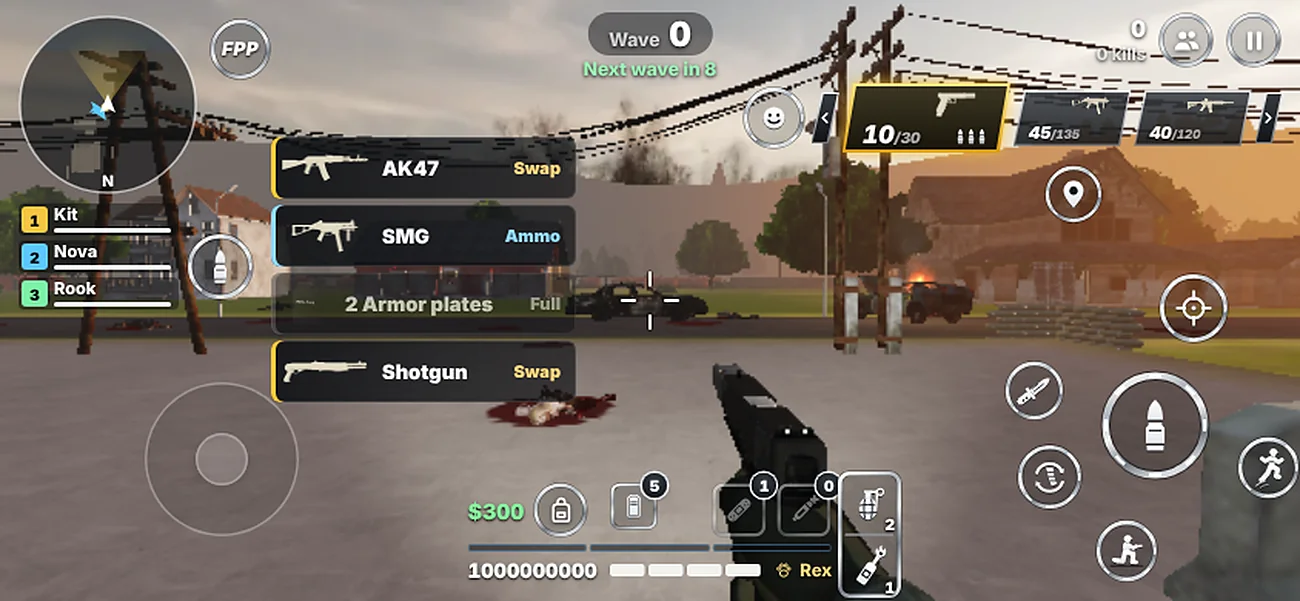 FPP
Wave 0
Next wave in 8
0
0 kills
10/30
45/135
40/120
<
>
N
1 Kit
2 Nova
3 Rook
AK47 Swap
SMG Ammo
2 Armor plates Full
Shotgun Swap
$300
5
1
0
2
1000000000
Rex
1